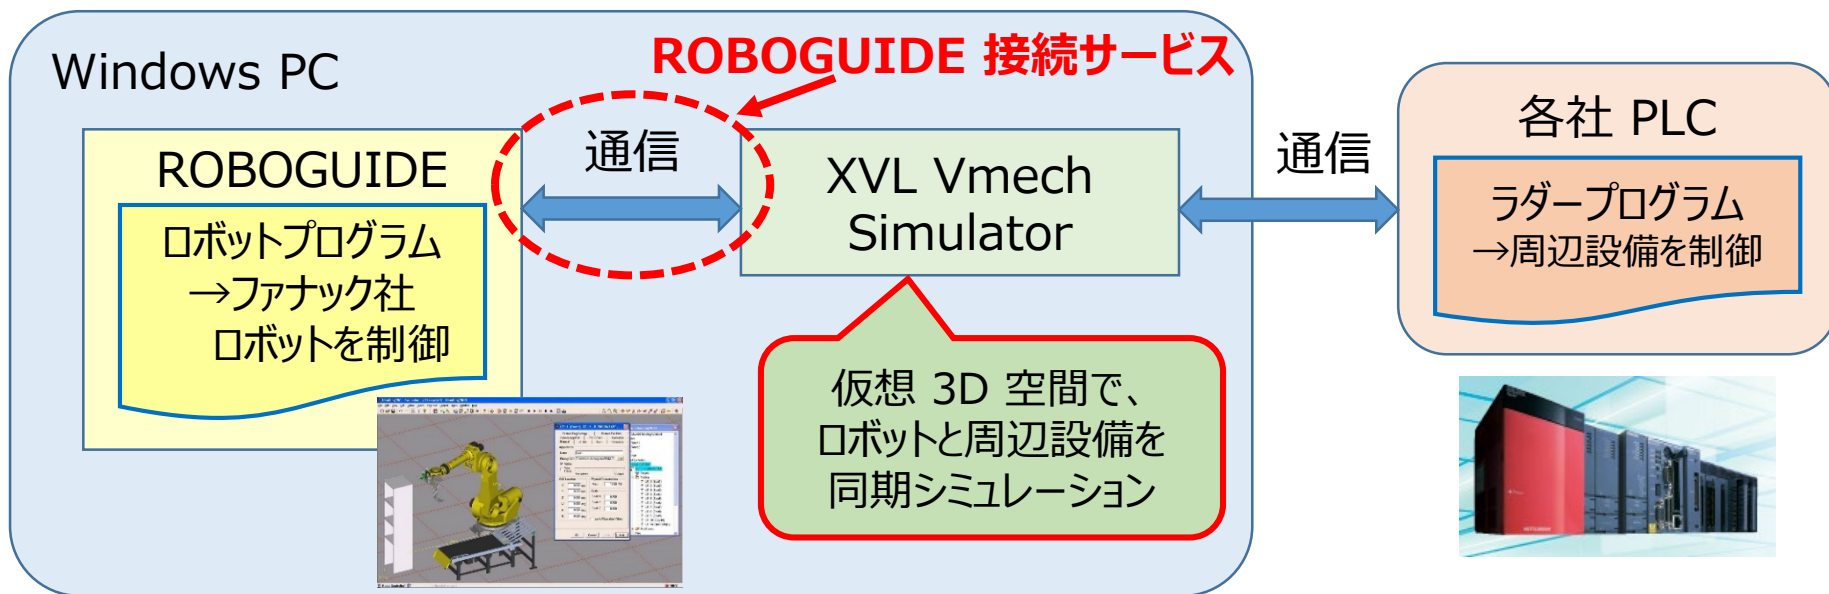 Windows PC
ROBOGUIDE 接続サービス
ROBOGUIDE
ロボットプログラム
→ファナック社
ロボットを制御
通信
XVL Vmech
Simulator
仮想 3D 空間で、
ロボットと周辺設備を
同期シミュレーション
通信
各社 PLC
ラダープログラム
→周辺設備を制御